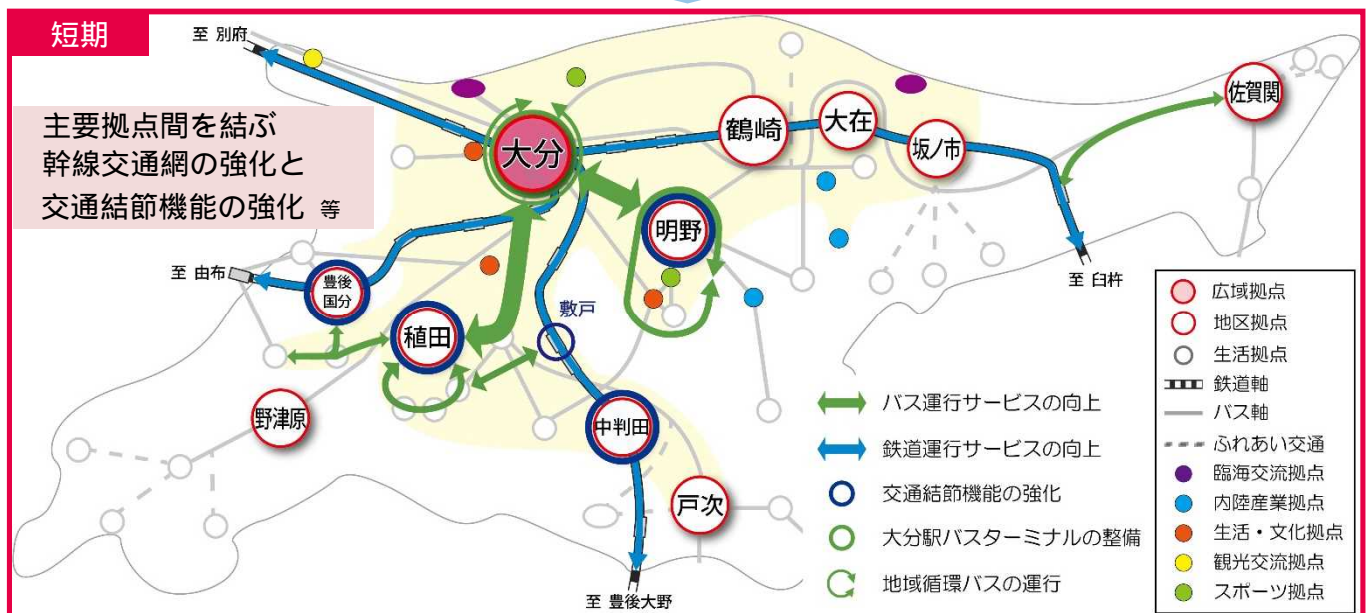 短期
至 別府
主要拠点間を結ぶ
幹線交通網の強化と
交通結節機能の強化 等
大分
鶴崎
大在
坂ノ市
佐賀関
明野
至 由布
豊後
国分
稙田
敷戸
至 臼杵
野津原
中判田
戸次
至 豊後大野
バス運行サービスの向上
鉄道運行サービスの向上
交通結節機能の強化
大分駅バスターミナルの整備
地域循環バスの運行
広域拠点
地区拠点
生活拠点
鉄道軸
バス軸
ふれあい交通
臨海交流拠点
内陸産業拠点
生活・文化拠点
観光交流拠点
スポーツ拠点